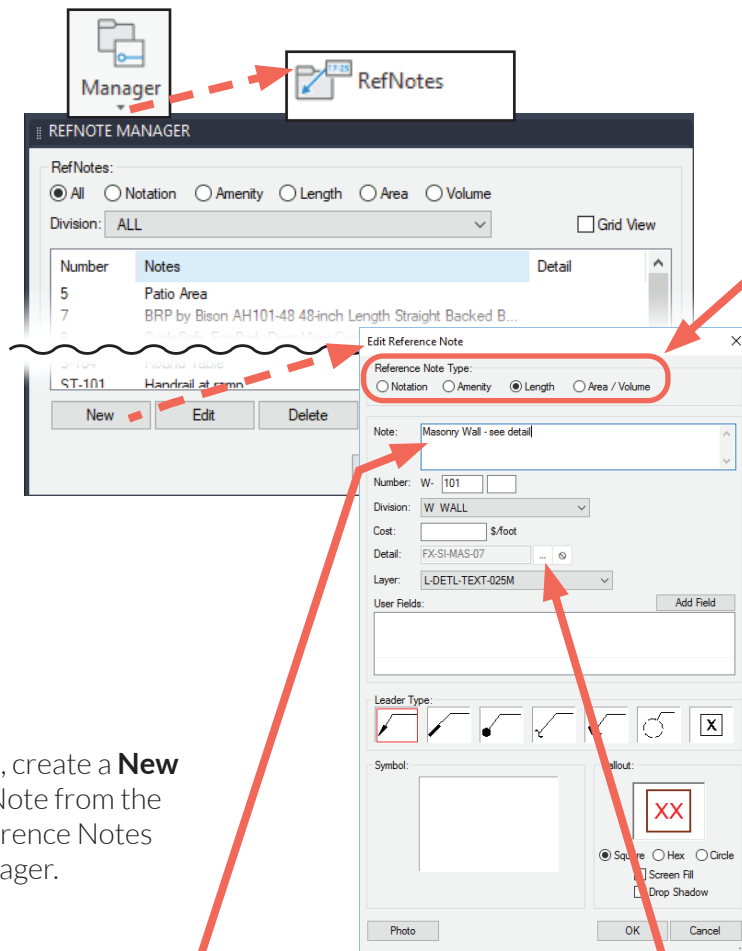 Manager
17-25
RefNotes
REFNOTE MANAGER
RefNotes:
All Notation Amenity Length Area Volume
Division: ALL Grid View
Number Notes Detail
5 Patio Area
7 BRP by Bison AH101-48 48-inch Length Straight Backed B...
Round Table
ST-101 Handrail at ramp
New Edit Delete
Edit Reference Note
Reference Note Type:
Notation Amenity Length Area / Volume
Note: Masonry Wall - see detail
Number: W- 101
Division: W WALL
Cost: $/foot
Detail: FX-SI-MAS-07 ...
Layer: L-DETL-TEXT-025M
User Fields: Add Field
Leader Type:
X
Symbol:
XX
Square Hex Circle
Screen Fill
Drop Shadow
Photo OK Cancel
, create a New
Note from the
rence Notes
ager.